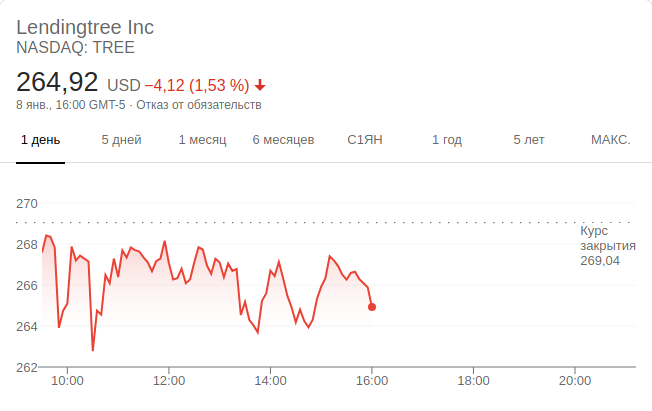 Lendingtree Inc
NASDAQ: TREE
264,92 USD −4,12 (1,53 %)
8 янв., 16:00 GMT-5 · Отказ от обязательств
1 день 5 дней 1 месяц 6 месяцев С1ЯН 1 год 5 лет МАКС.
270
Курс
закрытия
269,04
268
266
264
262
10:00 12:00 14:00 16:00 18:00 20:00